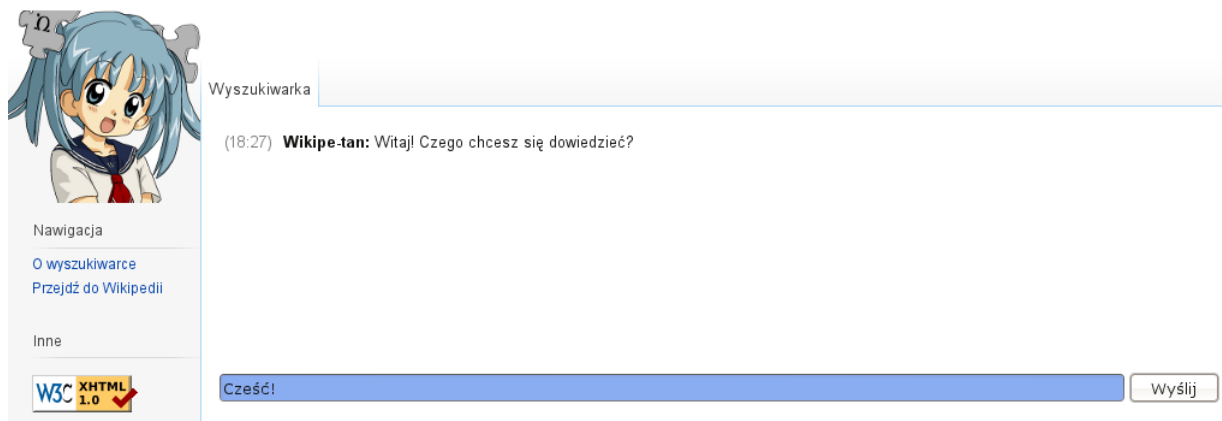 Wyszukiwarka
(18:27) Wikipe-tan: Witaj! Czego chcesz się dowiedzieć?
Nawigacja
O wyszukiwarce
Przejdź do Wikipedii
Inne
W3C XHTML 1.0
Cześć!
Wyślij